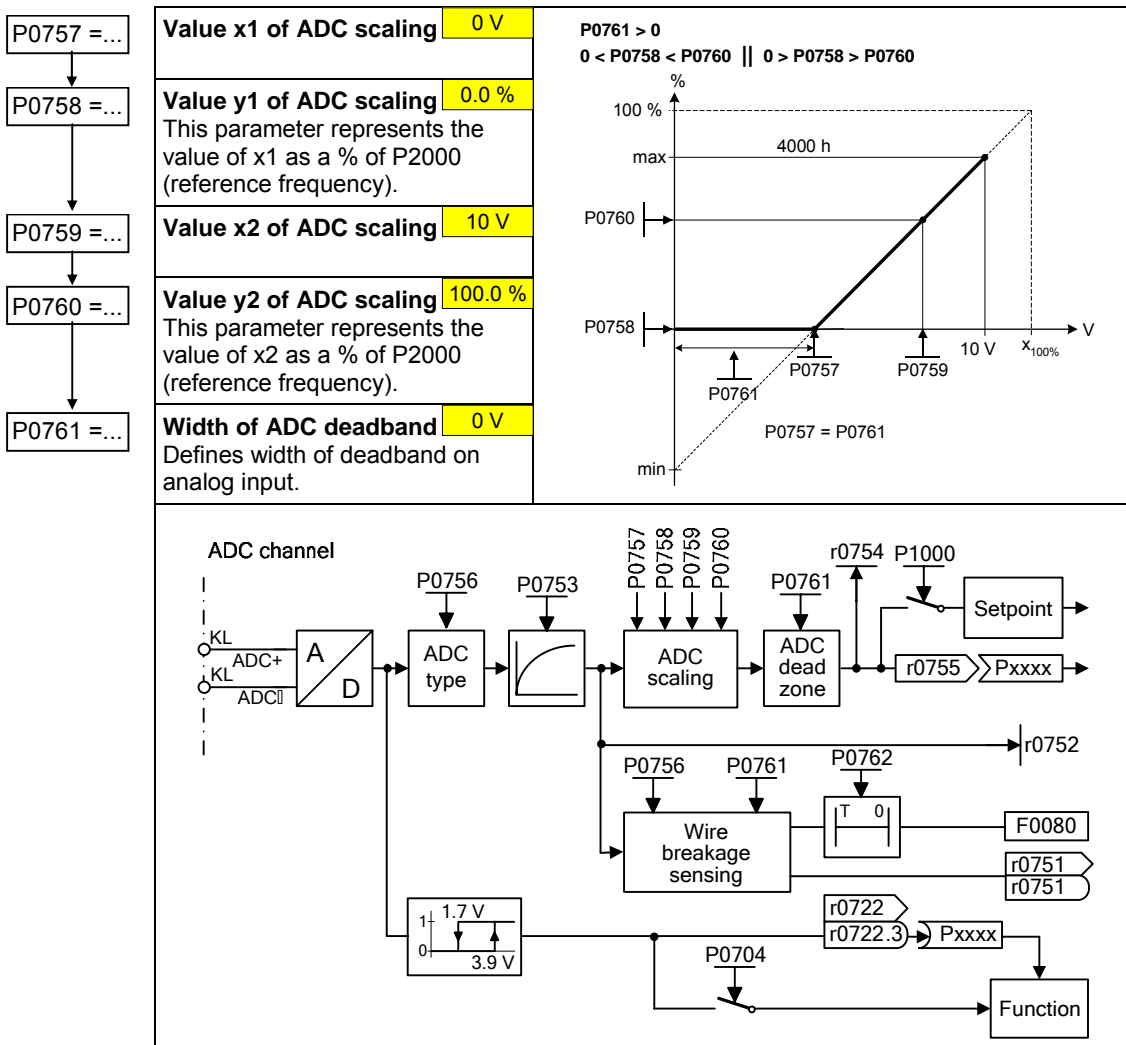 P0757 =...
Value x1 of ADC scaling 0 V
P0758 =...
Value y1 of ADC scaling 0.0 %
This parameter represents the
value of x1 as a % of P2000
(reference frequency).
P0759 =...
Value x2 of ADC scaling 10 V
P0760 =...
Value y2 of ADC scaling 100.0 %
This parameter represents the
value of x2 as a % of P2000
(reference frequency).
P0761 =...
Width of ADC deadband 0 V
Defines width of deadband on
analog input.
P0761 > 0
0 < P0758 < P0760 || 0 > P0758 > P0760
%
100 %
4000 h
max
P0760
P0758
V
10 V
x100%
P0757
P0759
P0761
P0757 = P0761
min
ADC channel
P0757
P0758
P0759
P0760
r0754
P1000
P0756
P0753
P0761
Setpoint
KL
ADC+
KL
ADC▯
A
D
ADC
type
ADC
scaling
ADC
dead
zone
r0755
Pxxxx
r0752
P0756
P0761
P0762
T 0
Wire
breakage
sensing
F0080
r0751
r0751
1.7 V
1
0
3.9 V
r0722
r0722.3
Pxxxx
P0704
Function